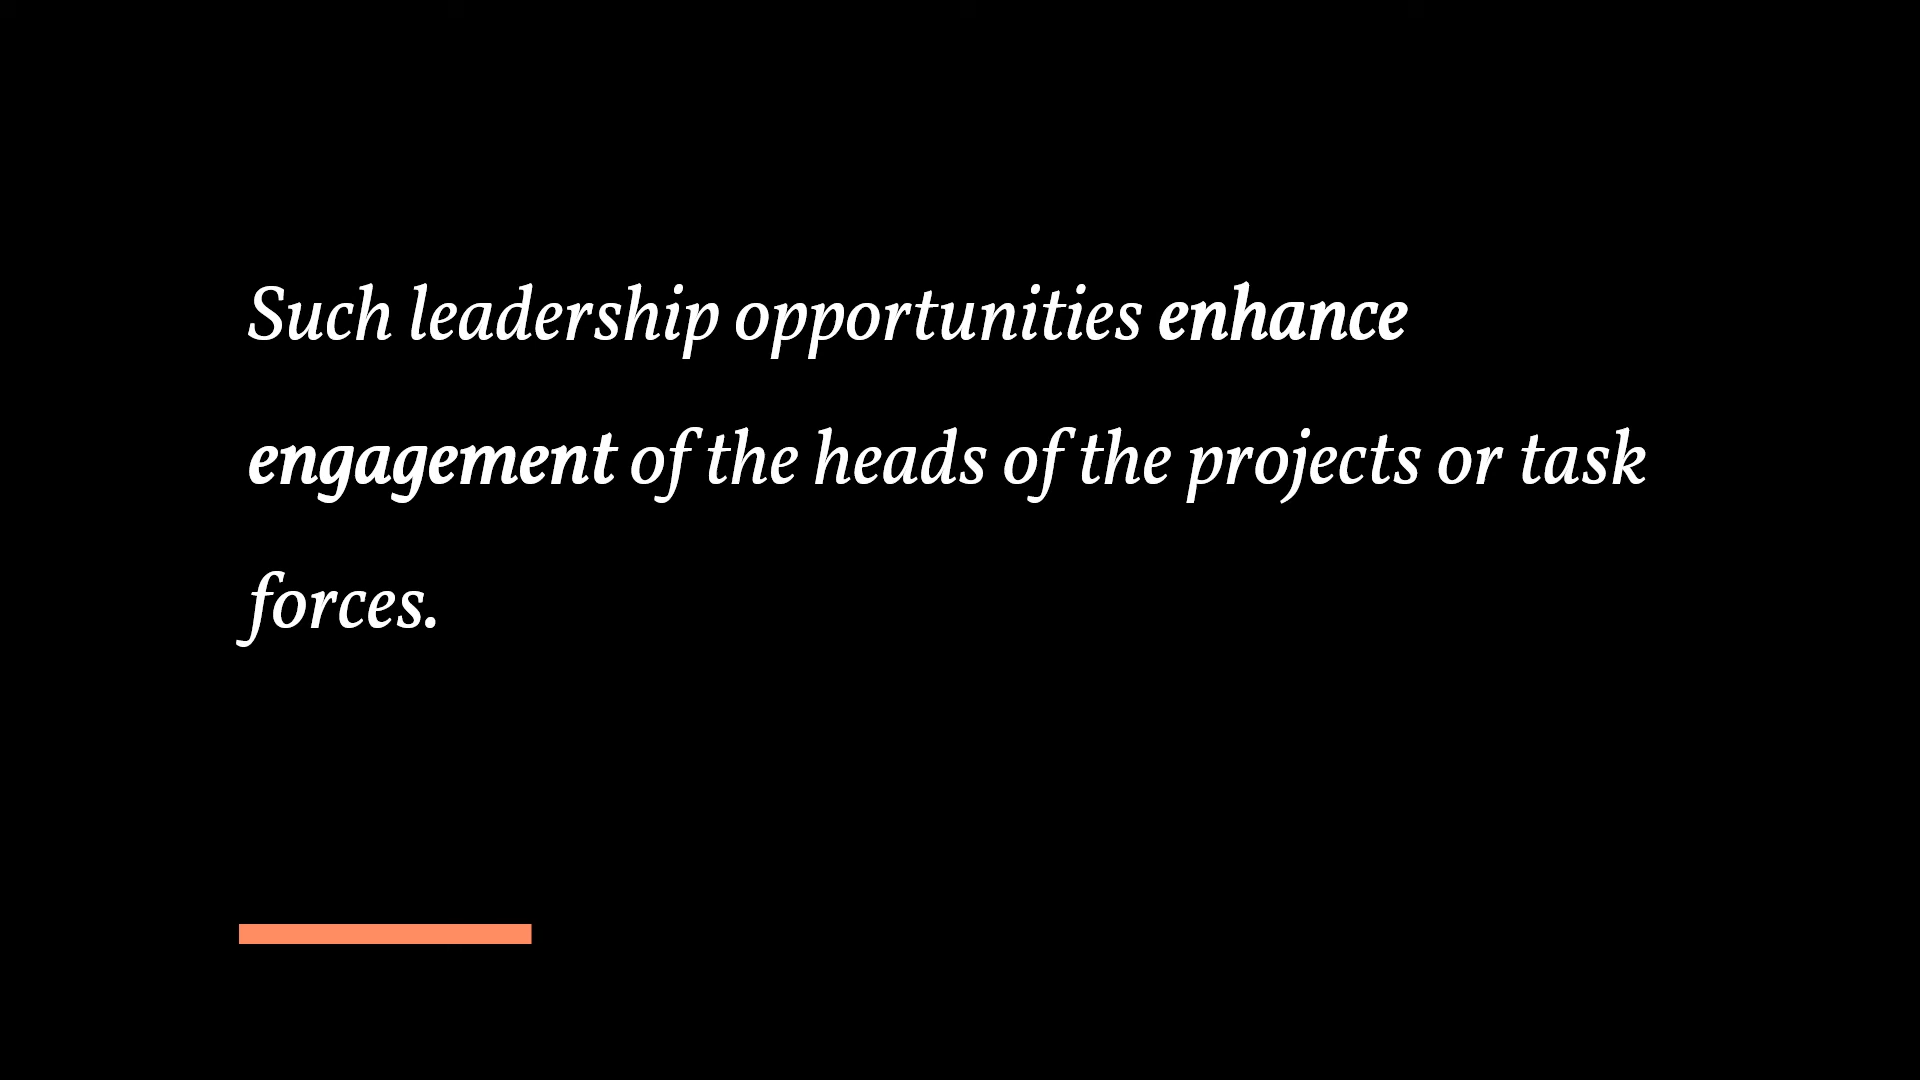 Such leadership opportunities enhance
engagement of the heads of the projects or task
forces.